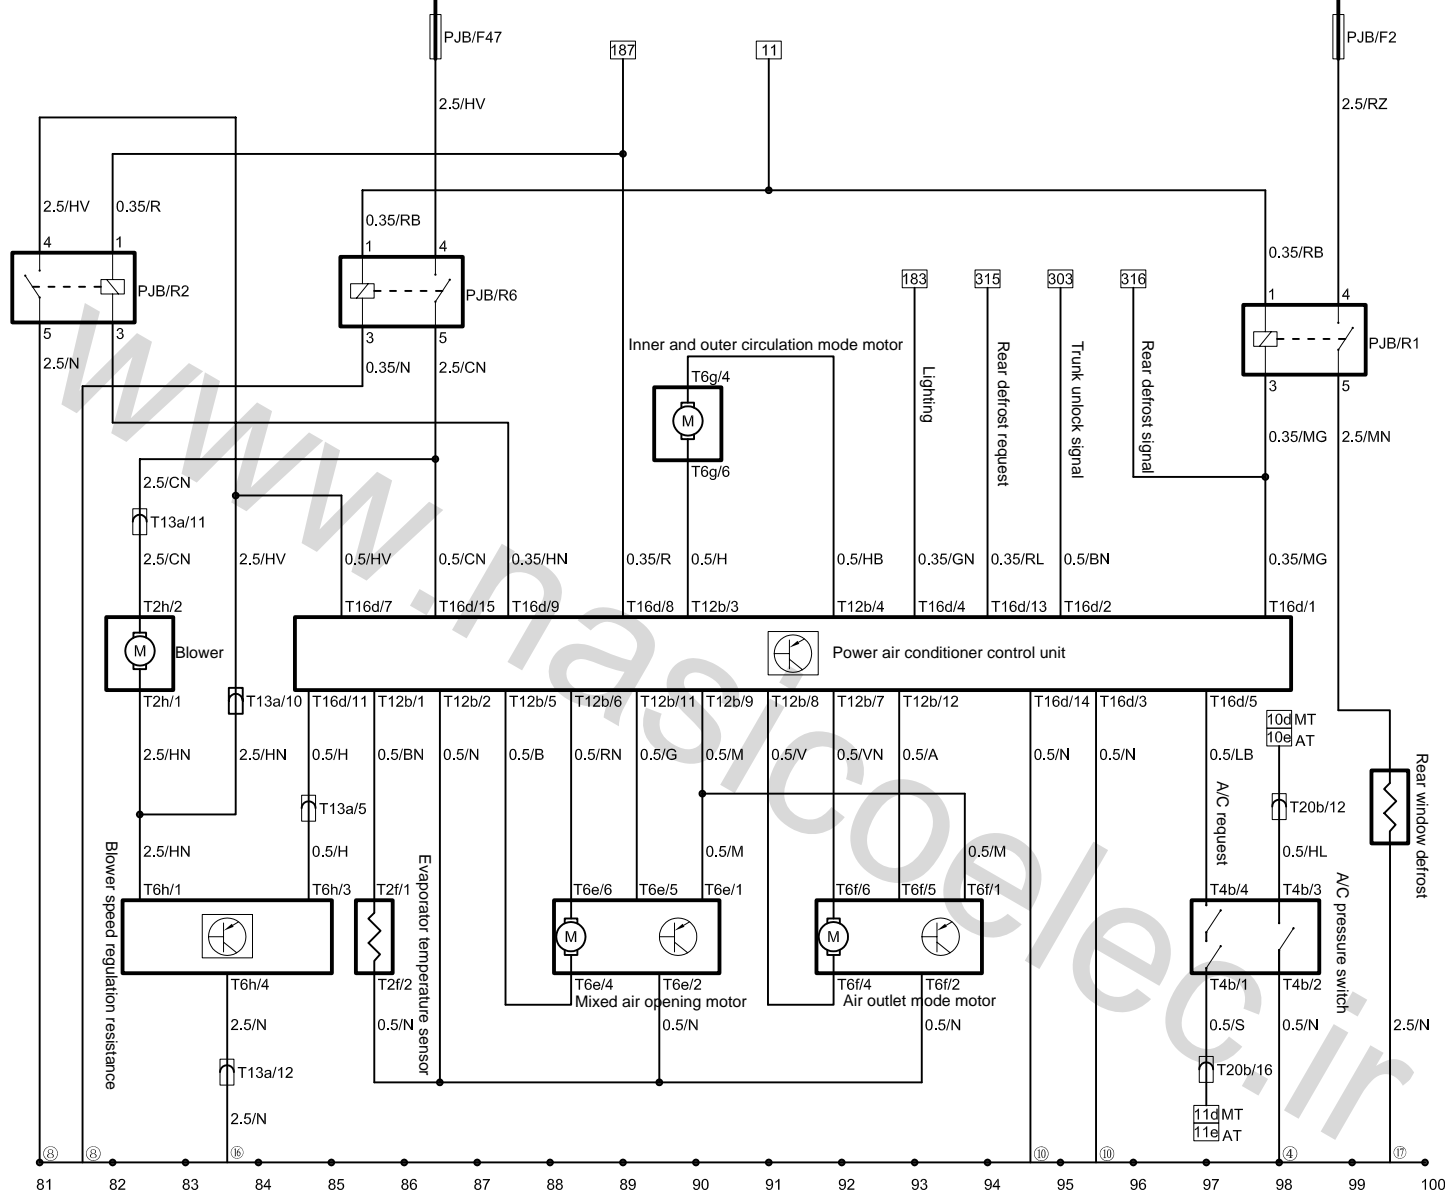 PJB/F47
187
11
PJB/F2
2.5/HV
2.5/RZ
2.5/HV
0.35/R
0.35/RB
0.35/RB
4
1
1
4
183
315
303
316
1
4
PJB/R2
PJB/R6
PJB/R1
5
3
3
5
3
5
2.5/N
0.35/N
2.5/CN
Inner and outer circulation mode motor
T6g/4
M
T6g/6
Lighting
Rear defrost request
Trunk unlock signal
Rear defrost signal
0.35/MG
2.5/MN
2.5/CN
T13a/11
2.5/CN
2.5/HV
0.5/HV
0.5/CN
0.35/HN
0.35/R
0.5/H
0.5/HB
0.35/GN
0.35/RL
0.5/BN
0.35/MG
T2h/2
T16d/7
T16d/15
T16d/9
T16d/8
T12b/3
T12b/4
T16d/4
T16d/13
T16d/2
T16d/1
M
Blower
Power air conditioner control unit
T2h/1
T13a/10
T16d/11
T12b/1
T12b/2
T12b/5
T12b/6
T12b/11
T12b/9
T12b/8
T12b/7
T12b/12
T16d/14
T16d/3
T16d/5
10d MT
10e AT
2.5/HN
2.5/HN
0.5/H
0.5/BN
0.5/N
0.5/B
0.5/RN
0.5/G
0.5/M
0.5/V
0.5/VN
0.5/A
0.5/N
0.5/N
0.5/LB
T13a/5
T20b/12
A/C request
Rear window defrost
2.5/HN
0.5/H
0.5/M
0.5/M
0.5/HL
Blower speed regulation resistance
Evaporator temperature sensor
A/C pressure switch
T6h/1
T6h/3
T2f/1
T6e/6
T6e/5
T6e/1
T6f/6
T6f/5
T6f/1
T4b/4
T4b/3
M
M
T6h/4
T2f/2
T6e/4
T6e/2
T6f/4
T6f/2
T4b/1
T4b/2
Mixed air opening motor
Air outlet mode motor
2.5/N
0.5/N
0.5/N
0.5/N
0.5/S
0.5/N
2.5/N
T13a/12
T20b/16
2.5/N
11d MT
11e AT
⑧
⑧
⑯
⑩
⑩
④
⑰
81
82
83
84
85
86
87
88
89
90
91
92
93
94
95
96
97
98
99
100
www.nasicoelec.ir